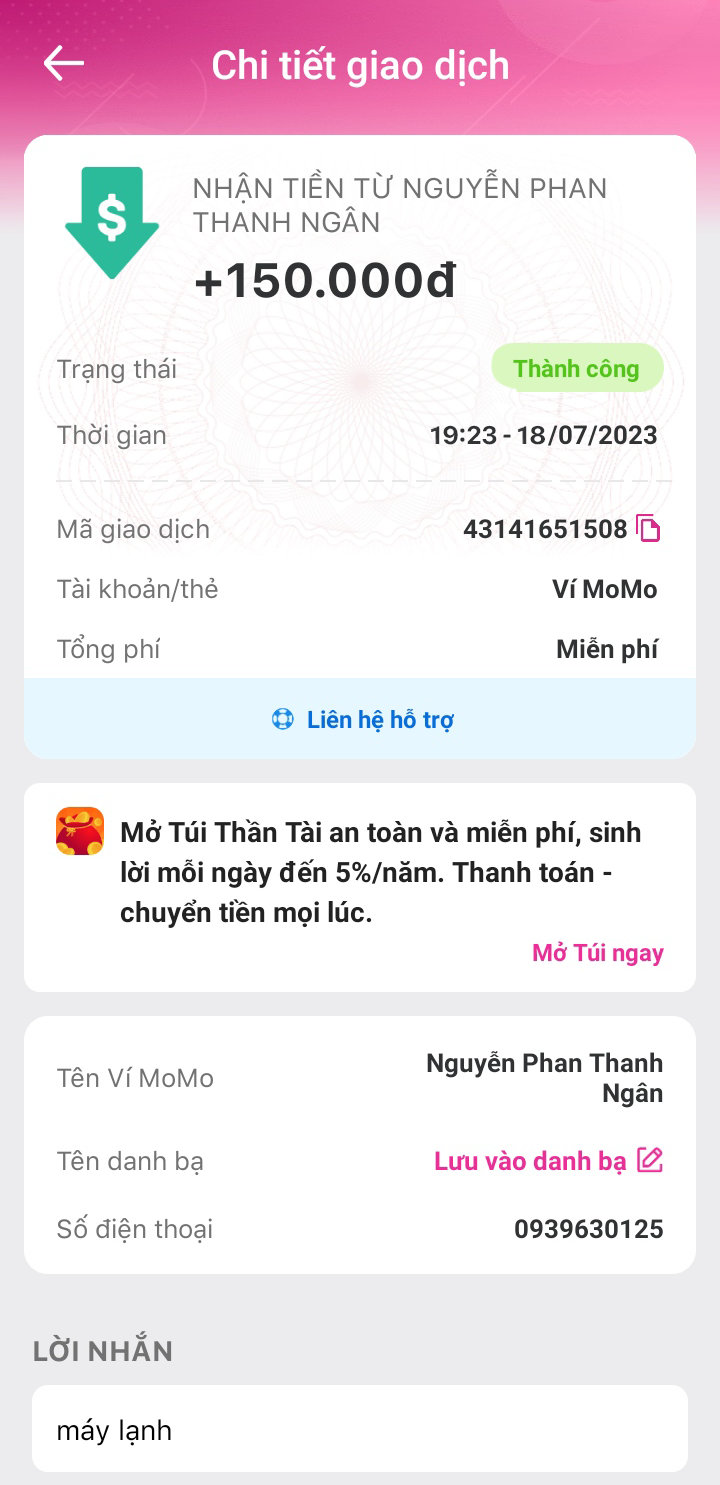 Chi tiết giao dịch
$
NHẬN TIỀN TỪ NGUYỄN PHAN
THANH NGÂN
+150.000đ
Trạng thái
Thành công
Thời gian
19:23 - 18/07/2023
Mã giao dịch
43141651508
Tài khoản/thẻ
Ví MoMo
Tổng phí
Miễn phí
Liên hệ hỗ trợ
Mở Túi Thần Tài an toàn và miễn phí, sinh
lời mỗi ngày đến 5%/năm. Thanh toán -
chuyển tiền mọi lúc.
Mở Túi ngay
Tên Ví MoMo
Nguyễn Phan Thanh
Ngân
Tên danh bạ
Lưu vào danh bạ
Số điện thoại
0939630125
LỜI NHẮN
máy lạnh